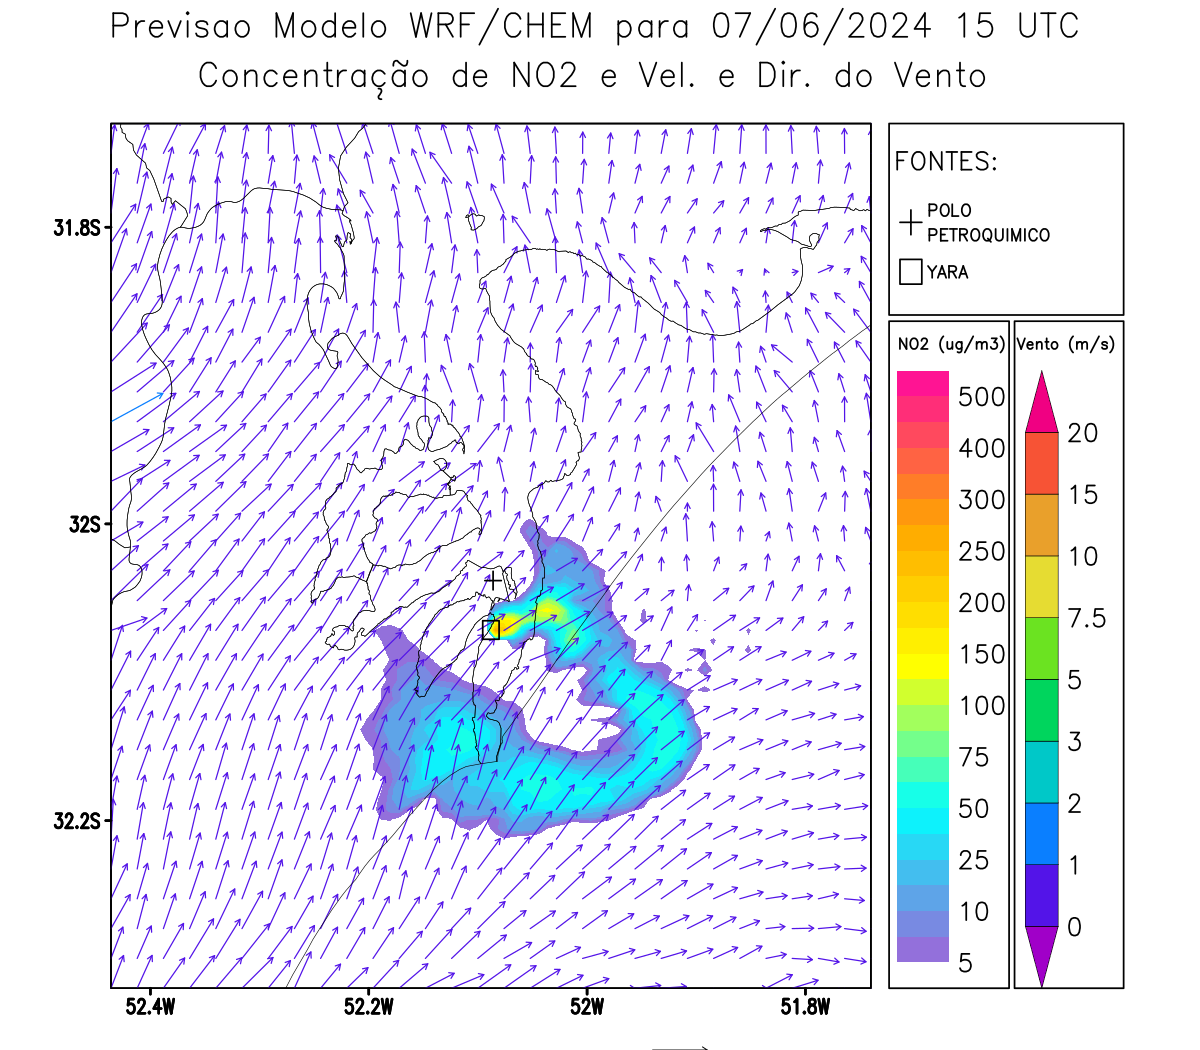 Previsao Modelo WRF/CHEM para 07/06/2024 15 UTC
Concentração de NO2 e Vel. e Dir. do Vento
FONTES:
POLO
PETROQUIMICO
YARA
NO2 (ug/m3)
500
400
300
250
200
150
100
75
50
25
10
5
Vento (m/s)
20
15
10
7.5
5
3
2
1
0
31.8S
32S
32.2S
52.4W 52.2W 52W 51.8W